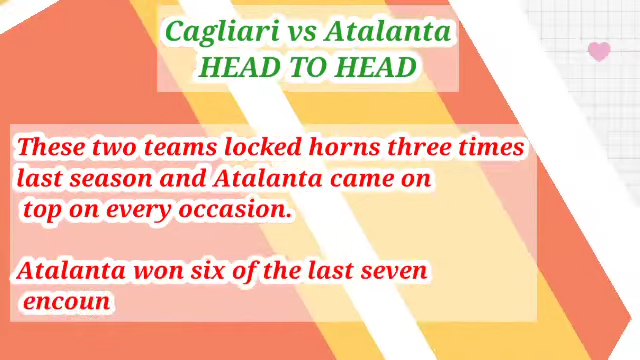 Cagliari vs Atalanta
HEAD TO HEAD
These two teams locked horns three times
last season and Atalanta came on
top on every occasion.
Atalanta won six of the last seven
encoun